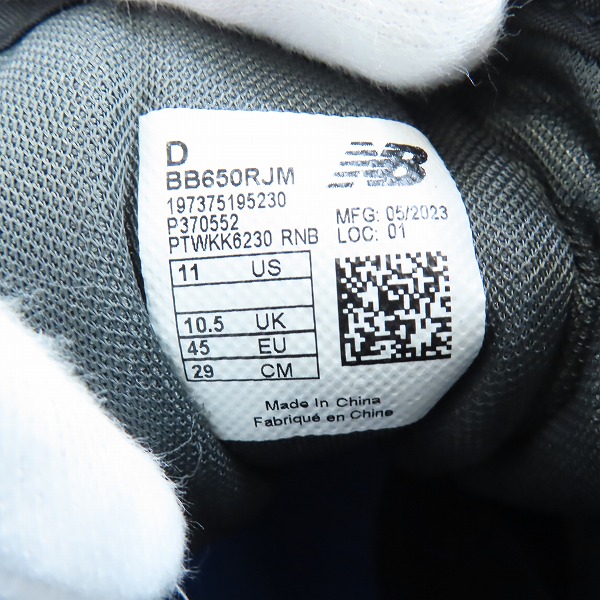 D
BB650RJM
197375195230
P370552
PTWKK6230 RNB
NB
MFG: 05/2023
LOC: 01
11 US
10.5 UK
45 EU
29 CM
Made In China
Fabriqué en Chine